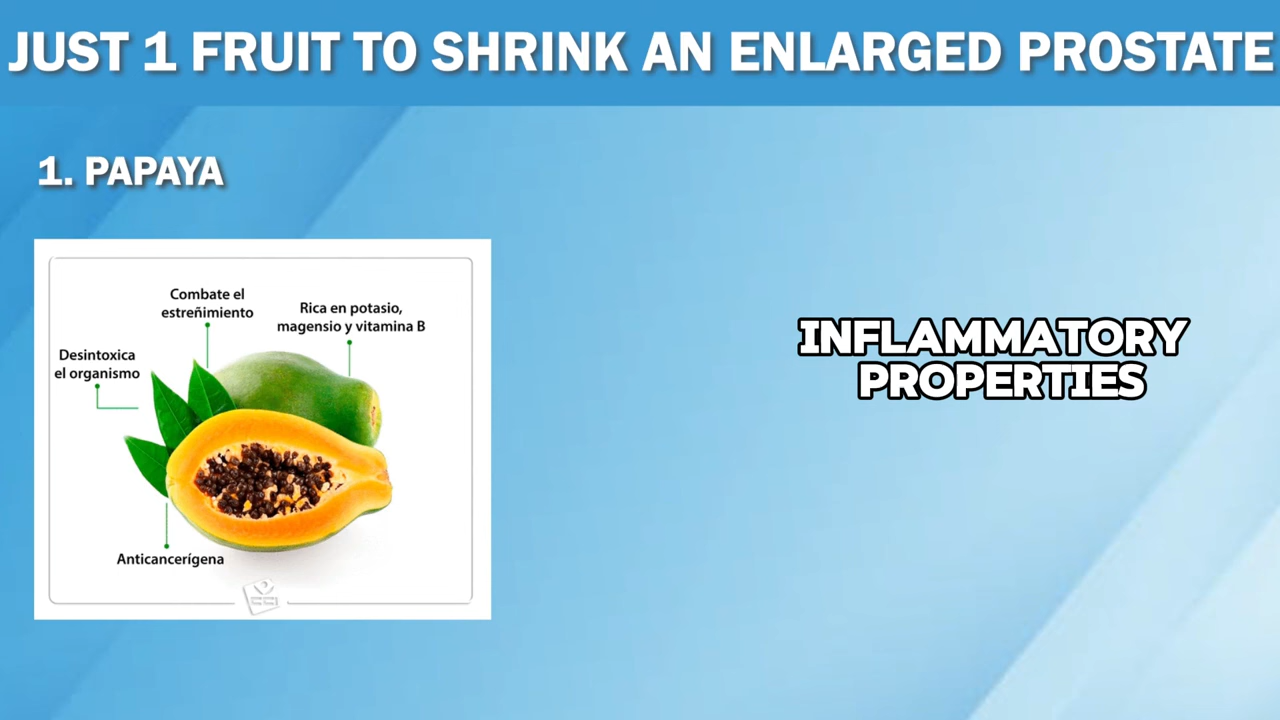 JUST 1 FRUIT TO SHRINK AN ENLARGED PROSTATE
1. PAPAYA
Combate el
estreñimiento
Rica en potasio,
magensio y vitamina B
Desintoxica
el organismo
Anticancerígena
INFLAMMATORY
PROPERTIES